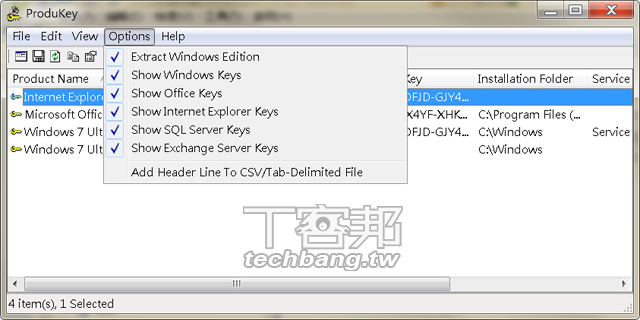 ProduKey
File Edit View Options Help
Extract Windows Edition
Show Windows Keys
Show Office Keys
Show Internet Explorer Keys
Show SQL Server Keys
Show Exchange Server Keys
Add Header Line To CSV/Tab-Delimited File
Product Name Key Installation Folder Service
Internet Explor DFJD-GJY4...
Microsoft Offic X4YF-XHK... C:\Program Files (...
Windows 7 Ult DFJD-GJY4... C:\Windows Service
Windows 7 Ult C:\Windows
T客邦
techbang.tw
4 item(s), 1 Selected